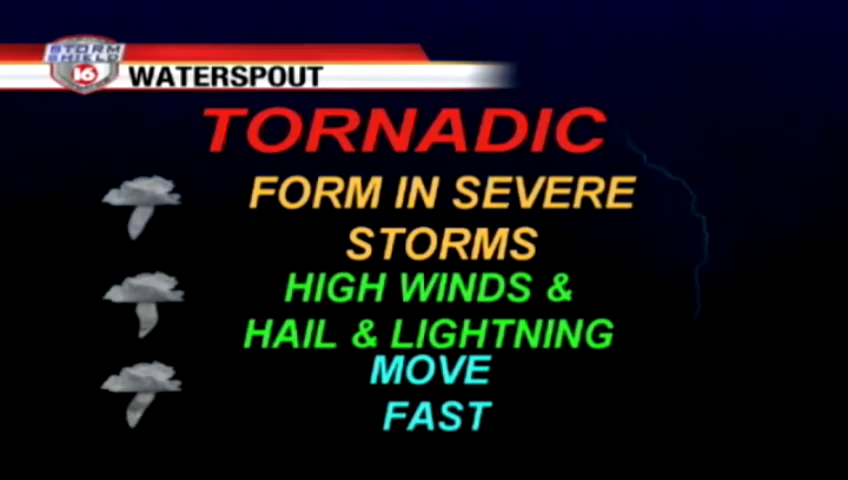 STORM
SHIELD
16
WATERSPOUT
TORNADIC
FORM IN SEVERE
STORMS
HIGH WINDS &
HAIL & LIGHTNING
MOVE
FAST